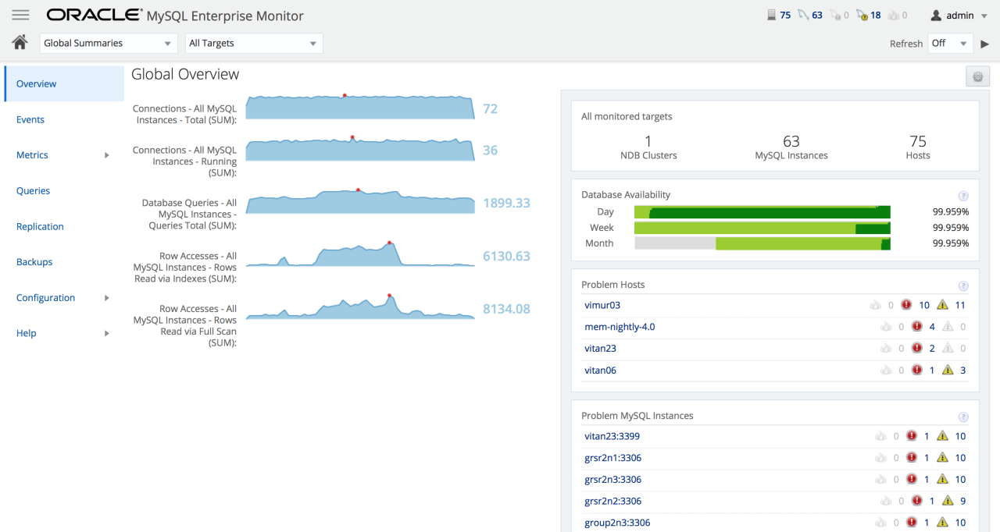 ORACLE® MySQL Enterprise Monitor
75 63 0 18 0 admin
Global Summaries All Targets Refresh Off
Overview
Events
Metrics
Queries
Replication
Backups
Configuration
Help
Global Overview
Connections - All MySQL
Instances - Total (SUM):
72
Connections - All MySQL
Instances - Running
(SUM):
36
Database Queries - All
MySQL Instances -
Queries Total (SUM):
1899.33
Row Accesses - All
MySQL Instances - Rows
Read via Indexes (SUM):
6130.63
Row Accesses - All
MySQL Instances - Rows
Read via Full Scan
(SUM):
8134.08
All monitored targets
1 63 75
NDB Clusters MySQL Instances Hosts
Database Availability ?
Day 99.959%
Week 99.959%
Month 99.959%
Problem Hosts ?
vimur03 0 10 11
mem-nightly-4.0 0 4 0
vitan23 0 2 0
vitan06 0 1 3
Problem MySQL Instances ?
vitan23:3399 0 1 10
grsr2n1:3306 0 1 10
grsr2n3:3306 0 1 10
grsr2n2:3306 0 1 9
group2n3:3306 0 1 10